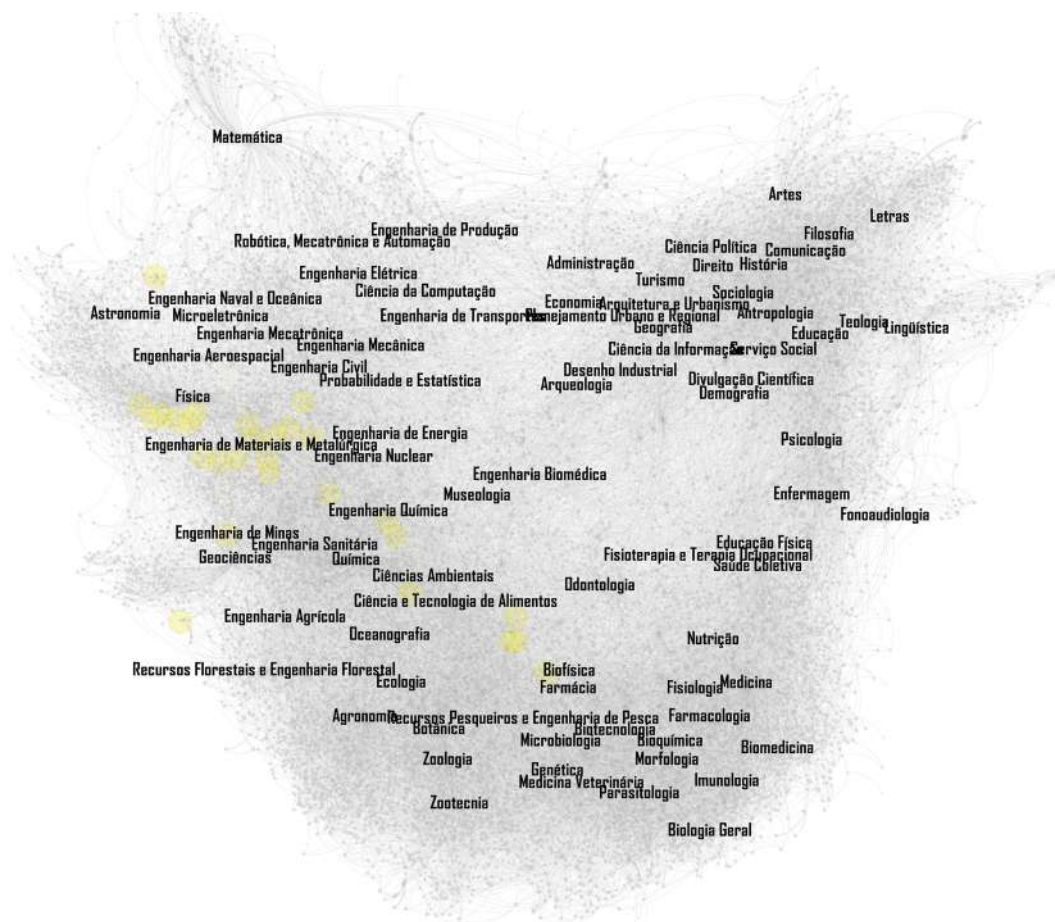 Matemática
Artes
Letras
Engenharia de Produção
Filosofia
Robótica, Mecatrônica e Automação
Ciência Política
Comunicação
Administração
Direito
História
Engenharia Elétrica
Turismo
Ciência da Computação
Sociologia
Engenharia Naval e Oceânica
Economia
Arquitetura e Urbanismo
Astronomia
Microeletrônica
Engenharia de Transportes
Planejamento Urbano e Regional
Antropologia
Teologia
Geografia
Lingüística
Engenharia Mecatrônica
Educação
Engenharia Mecânica
Ciência da Informação
Serviço Social
Engenharia Aeroespacial
Engenharia Civil
Desenho Industrial
Probabilidade e Estatística
Arqueologia
Divulgação Científica
Demografia
Física
Engenharia de Energia
Psicologia
Engenharia de Materiais e Metalúrgica
Engenharia Nuclear
Engenharia Biomédica
Museologia
Enfermagem
Engenharia Química
Fonoaudiologia
Engenharia de Minas
Engenharia Sanitária
Educação Física
Geociências
Química
Fisioterapia e Terapia Ocupacional
Saúde Coletiva
Ciências Ambientais
Odontologia
Ciência e Tecnologia de Alimentos
Engenharia Agrícola
Oceanografia
Nutrição
Recursos Florestais e Engenharia Florestal
Biofísica
Ecologia
Farmácia
Fisiologia
Medicina
Agronomia
Recursos Pesqueiros e Engenharia de Pesca
Farmacologia
Botânica
Biotecnologia
Microbiologia
Bioquímica
Biomedicina
Zoologia
Morfologia
Genética
Medicina Veterinária
Imunologia
Parasitologia
Zootecnia
Biologia Geral